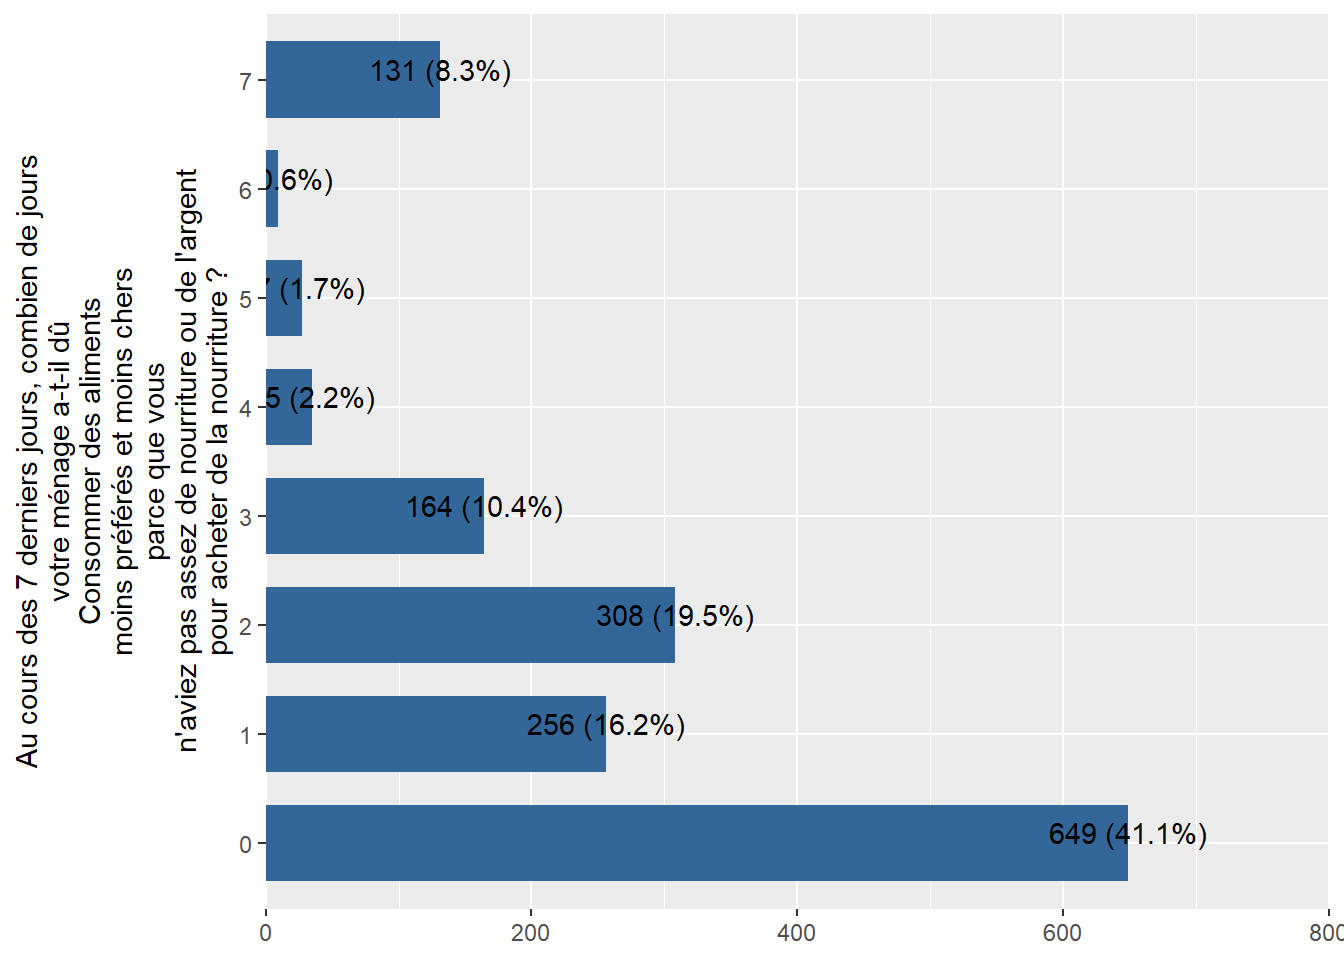 Au cours des 7 derniers jours, combien de jours
votre ménage a-t-il dû
Consommer des aliments
moins préférés et moins chers
parce que vous
n'aviez pas assez de nourriture ou de l'argent
pour acheter de la nourriture ?
7
131 (8.3%)
6
0.6%)
5
7 (1.7%)
4
5 (2.2%)
3
164 (10.4%)
2
308 (19.5%)
1
256 (16.2%)
0
649 (41.1%)
0 200 400 600 800